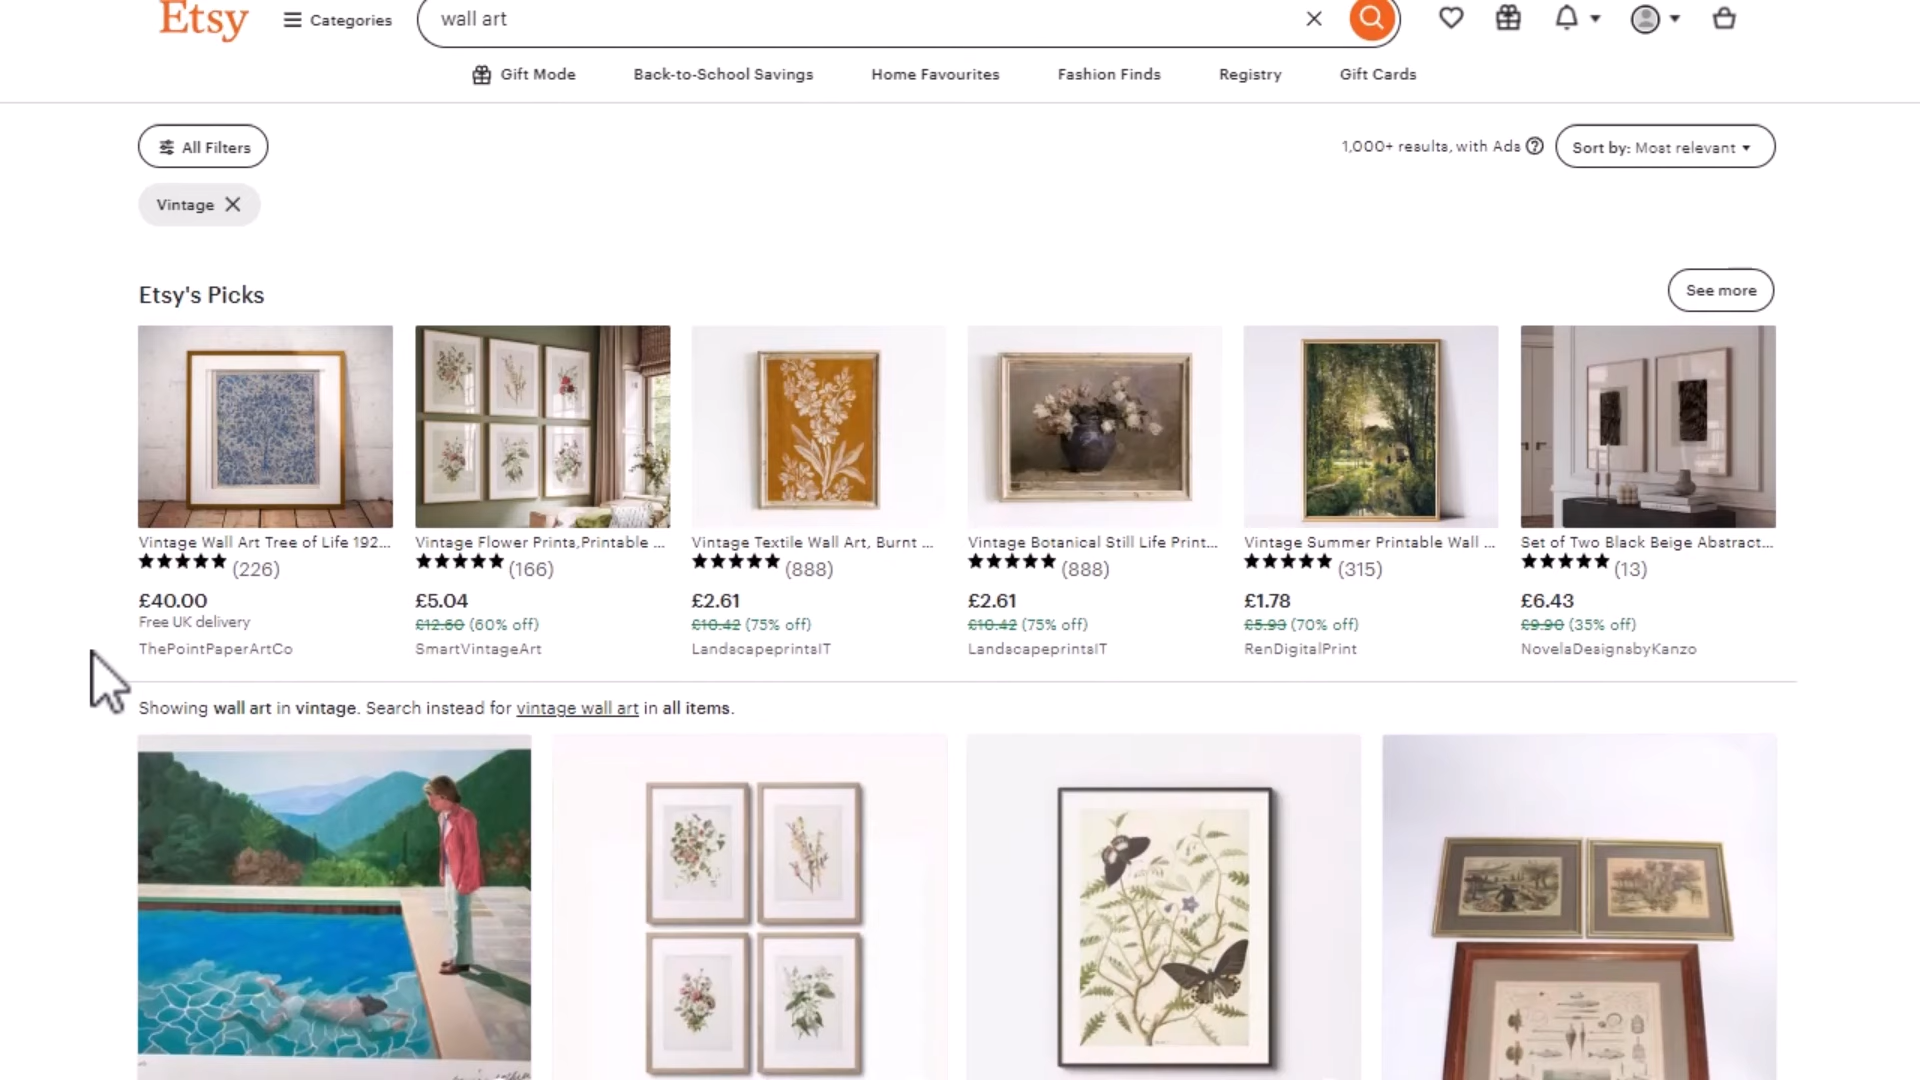 Etsy
Categories
wall art
Gift Mode
Back-to-School Savings
Home Favourites
Fashion Finds
Registry
Gift Cards
All Filters
1,000+ results, with Ads
Sort by: Most relevant
Vintage
Etsy's Picks
See more
Vintage Wall Art Tree of Life 192...
(226)
£40.00
Free UK delivery
ThePointPaperArtCo
Vintage Flower Prints,Printable ...
(166)
£5.04
£12.60 (60% off)
SmartVintageArt
Vintage Textile Wall Art, Burnt ...
(888)
£2.61
£10.42 (75% off)
LandscapeprintsIT
Vintage Botanical Still Life Print...
(888)
£2.61
£10.42 (75% off)
LandscapeprintsIT
Vintage Summer Printable Wall ...
(315)
£1.78
£5.93 (70% off)
RenDigitalPrint
Set of Two Black Beige Abstract...
(13)
£6.43
£9.90 (35% off)
NovelaDesignsbyKanzo
Showing wall art in vintage. Search instead for vintage wall art in all items.